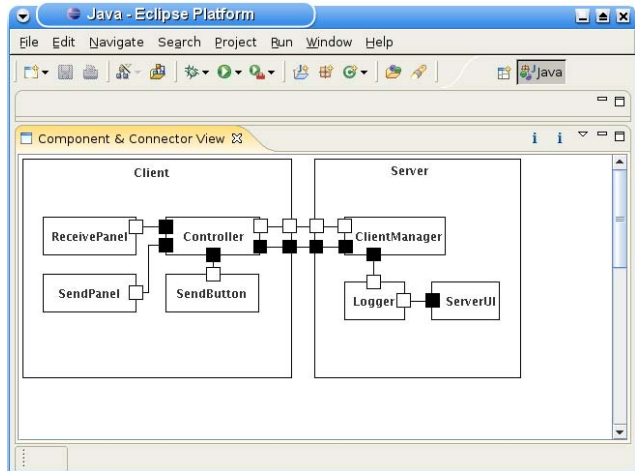 Java - Eclipse Platform
File Edit Navigate Search Project Run Window Help
Java
Component & Connector View
i i
Client
Server
ReceivePanel
Controller
ClientManager
SendPanel
SendButton
Logger
ServerUI